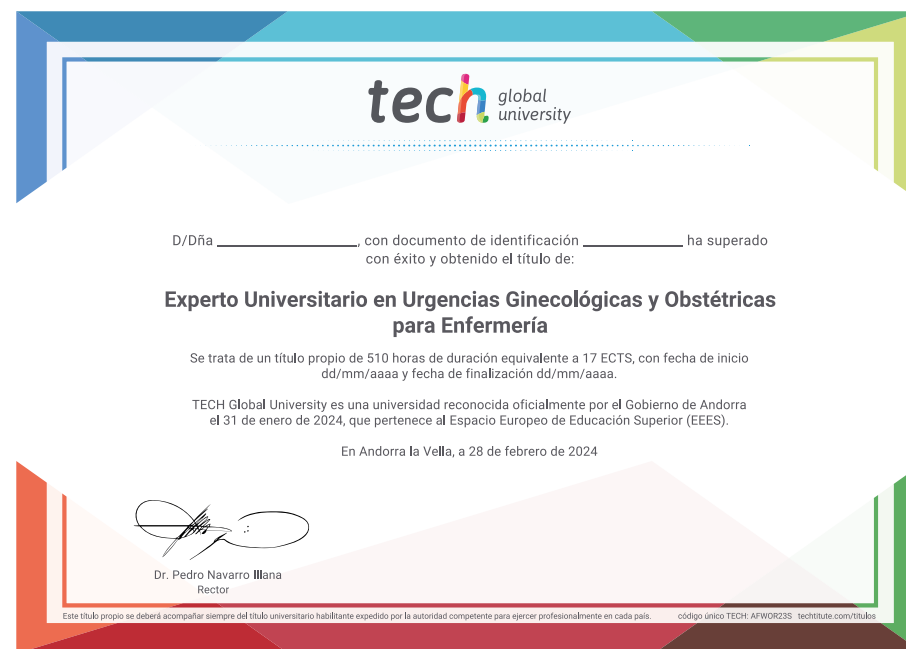 tech global university
D/Dña ____________________, con documento de identificación ______________ ha superado
con éxito y obtenido el título de:
Experto Universitario en Urgencias Ginecológicas y Obstétricas
para Enfermería
Se trata de un título propio de 510 horas de duración equivalente a 17 ECTS, con fecha de inicio
dd/mm/aaaa y fecha de finalización dd/mm/aaaa.
TECH Global University es una universidad reconocida oficialmente por el Gobierno de Andorra
el 31 de enero de 2024, que pertenece al Espacio Europeo de Educación Superior (EEES).
En Andorra la Vella, a 28 de febrero de 2024
Dr. Pedro Navarro Illana
Rector
Este título propio se deberá acompañar siempre del título universitario habilitante expedido por la autoridad competente para ejercer profesionalmente en cada país. código único TECH: AFWOR23S techtitute.com/titulos